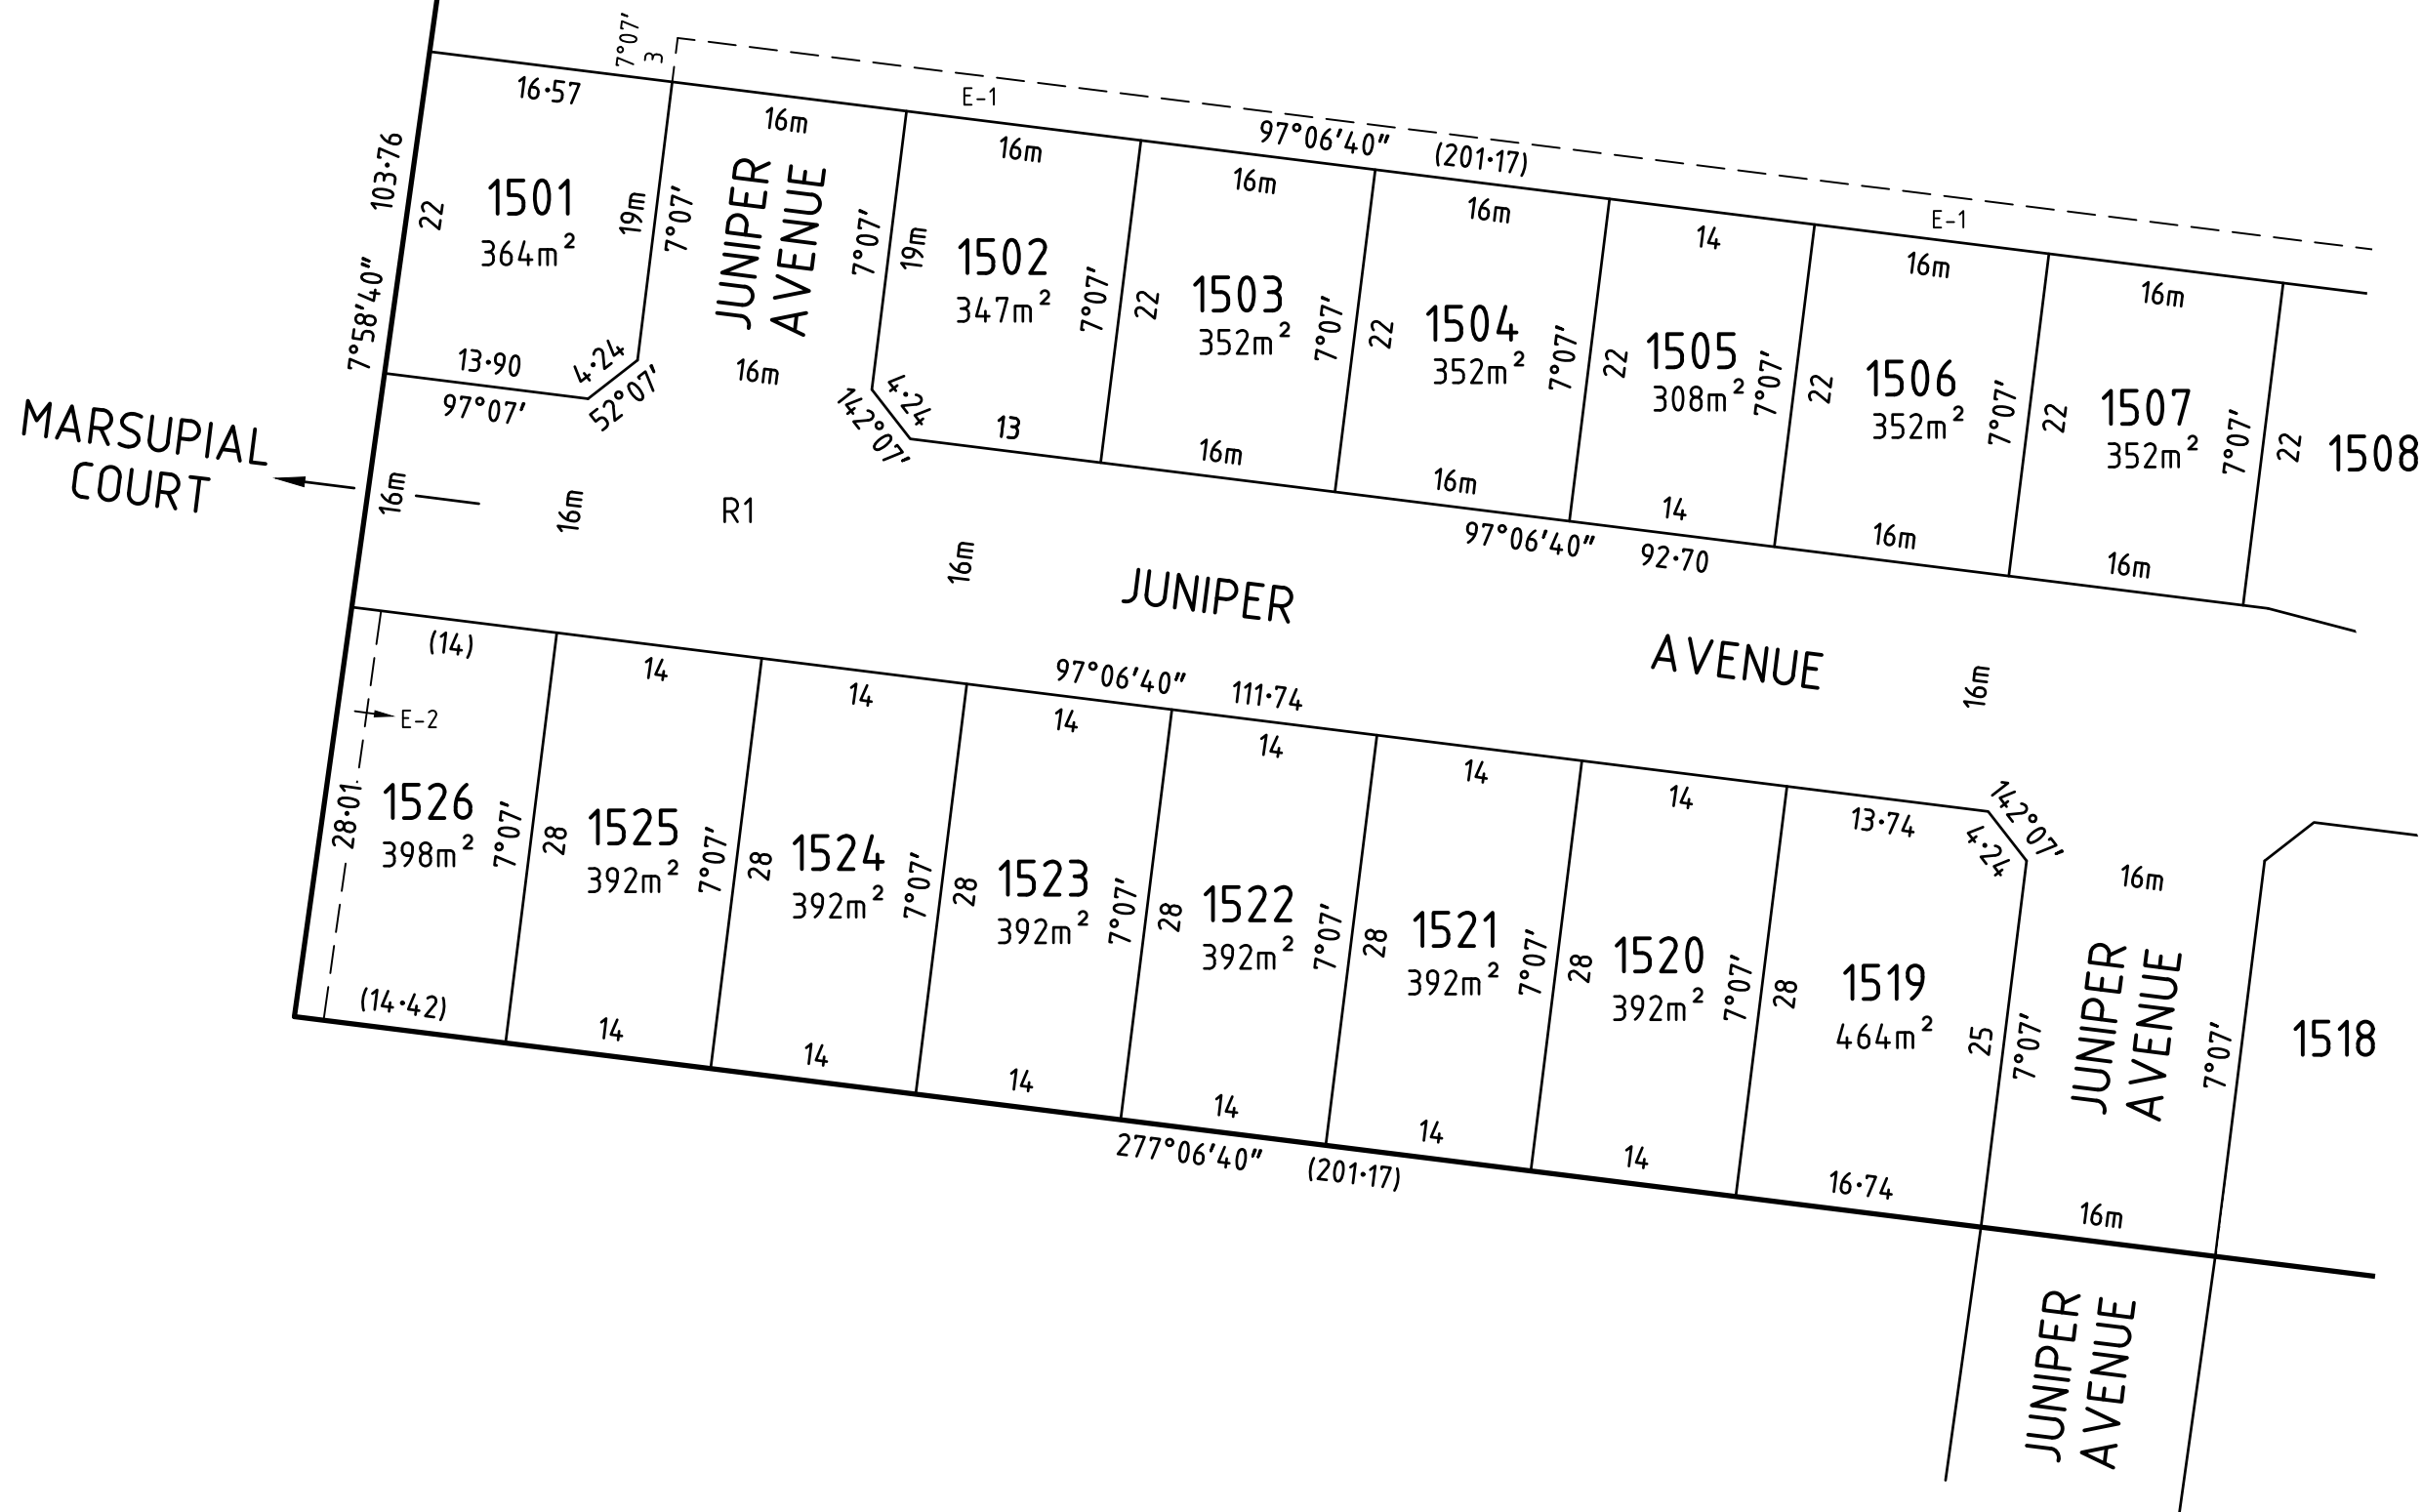 7°07'
3
E-1
16·57
16m
16m
97°06'40"
(201·17)
16m
16m
14
E-1
16m
16m
103·76
22
1501
364m²
19m
7°07'
JUNIPER
AVENUE
7°07'
19m
1502
347m²
7°07'
22
1503
352m²
7°07'
22
1504
352m²
7°07'
22
1505
308m²
7°07'
22
1506
352m²
7°07'
22
1507
352m²
7°07'
22
1508
7°58'40"
13·90
4·24
97°07'
52°07'
16m
142°07'
4·24
13
16m
16m
14
16m
16m
97°06'40"
92·70
MARSUPIAL
COURT
16m
16m
R1
16m
JUNIPER
AVENUE
16m
(14)
14
14
14
97°06'40"
111·74
14
14
14
13·74
142°07'
4·24
16m
E-2
28·01
1526
398m²
7°07'
28
1525
392m²
7°07'
28
1524
392m²
7°07'
28
1523
392m²
7°07'
28
1522
392m²
7°07'
28
1521
392m²
7°07'
28
1520
392m²
7°07'
28
1519
464m²
25
7°07'
JUNIPER
AVENUE
7°07'
1518
(14·42)
14
14
14
14
14
14
16·74
16m
277°06'40"
(201·17)
JUNIPER
AVENUE